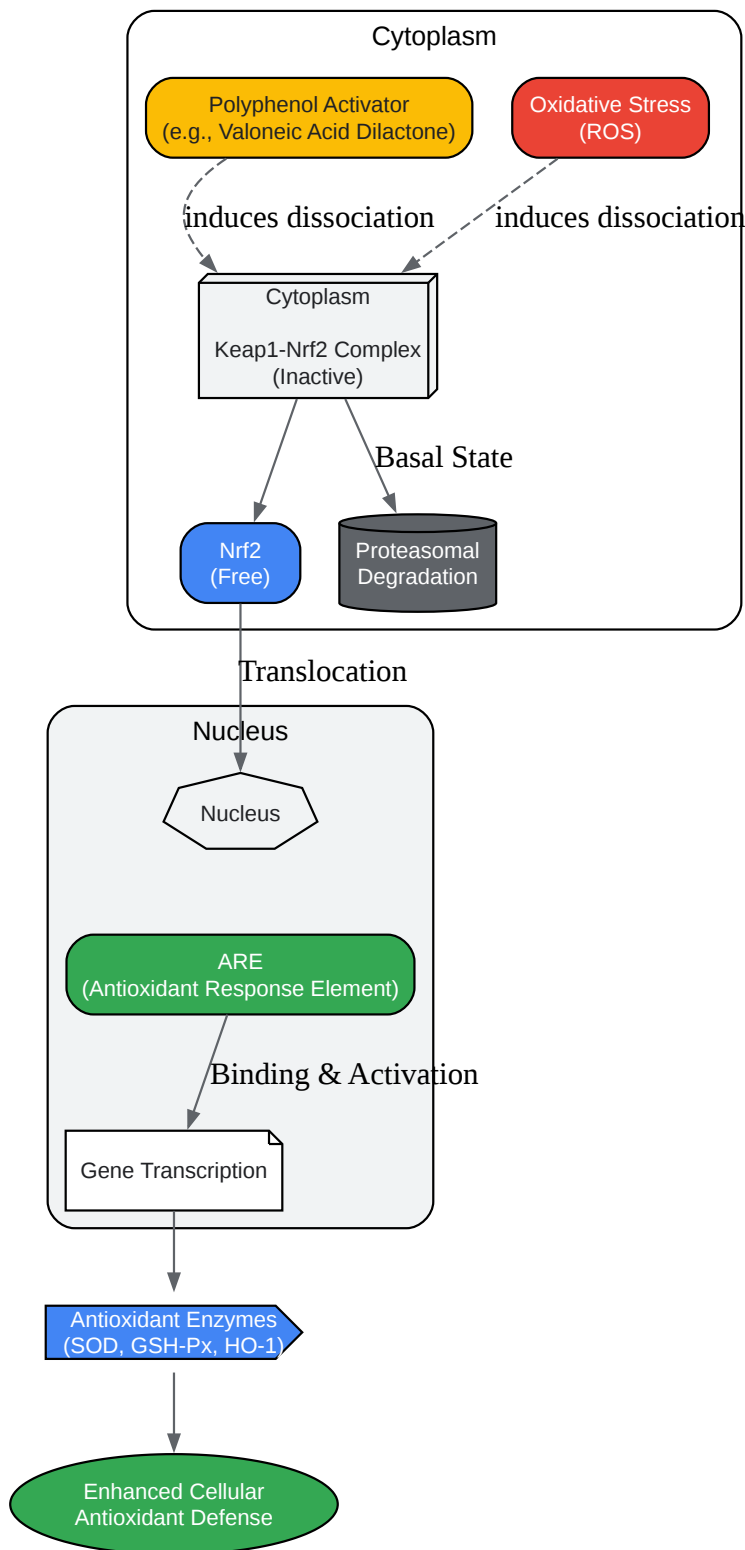 Cytoplasm
Polyphenol Activator
(e.g., Valoneic Acid Dilactone)
Oxidative Stress
(ROS)
induces dissociation
induces dissociation
Cytoplasm
Keap1-Nrf2 Complex
(Inactive)
Basal State
Nrf2
(Free)
Proteasomal
Degradation
Translocation
Nucleus
Nucleus
ARE
(Antioxidant Response Element)
Binding & Activation
Gene Transcription
Antioxidant Enzymes
(SOD, GSH-Px, HO-1)
Enhanced Cellular
Antioxidant Defense